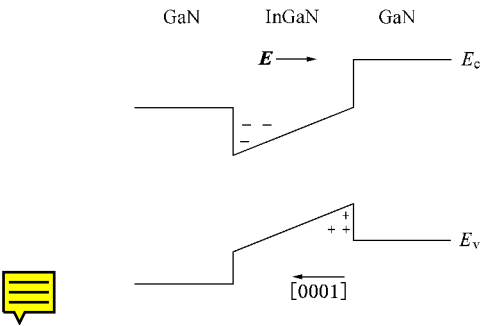 GaN InGaN GaN
E
Ec
− −
−
+
+ +
Ev
[0001]